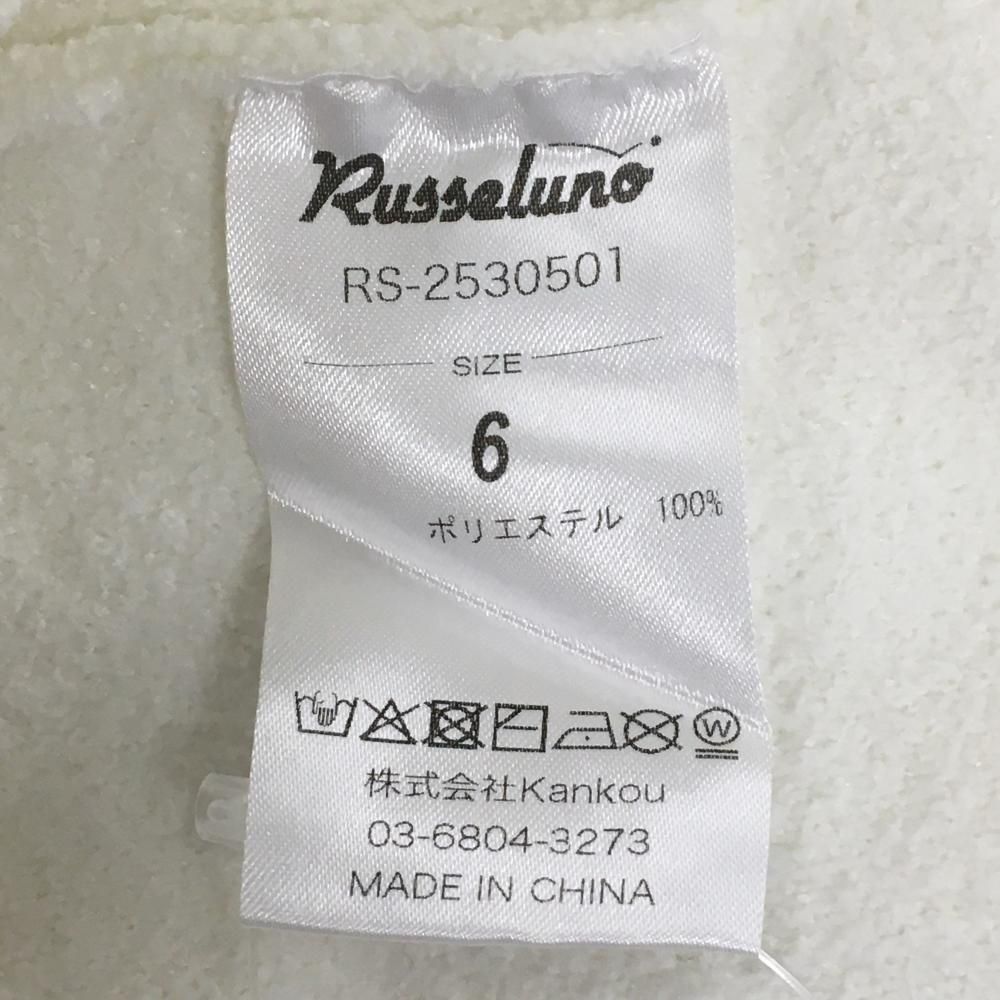 Russeluno
RS-2530501
SIZE
6
ポリエステル 100%
W
株式会社Kankou
03-6804-3273
MADE IN CHINA